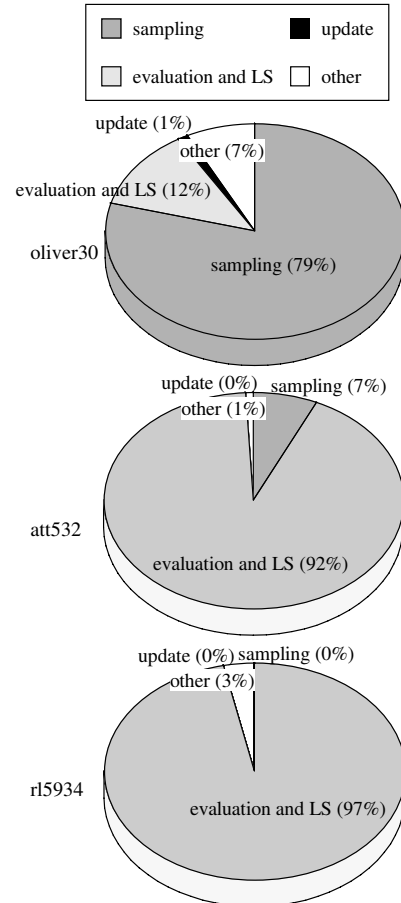 sampling
update
evaluation and LS
other
update (1%)
other (7%)
evaluation and LS (12%)
oliver30
sampling (79%)
update (0%)
sampling (7%)
other (1%)
att532
evaluation and LS (92%)
update (0%)
sampling (0%)
other (3%)
rl5934
evaluation and LS (97%)